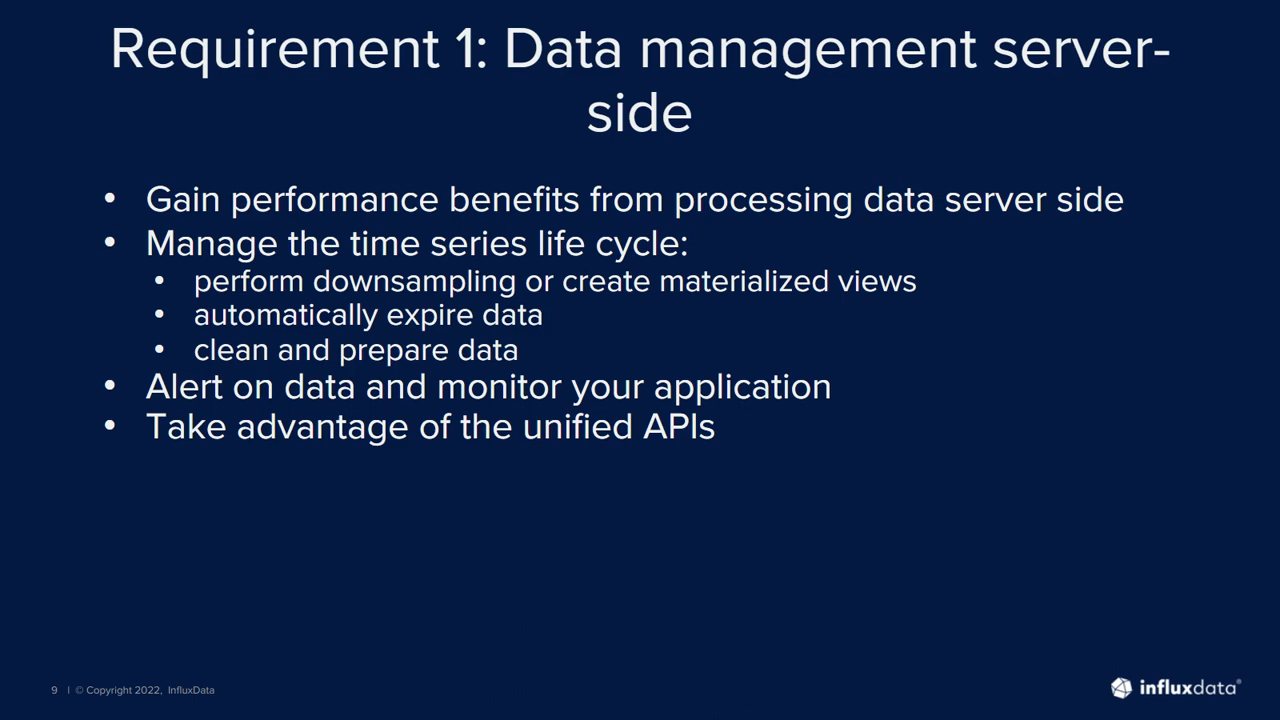 Requirement 1: Data management server-
side
• Gain performance benefits from processing data server side
• Manage the time series life cycle:
• perform downsampling or create materialized views
• automatically expire data
• clean and prepare data
• Alert on data and monitor your application
• Take advantage of the unified APIs
9 | © Copyright 2022, InfluxData
influxdata®